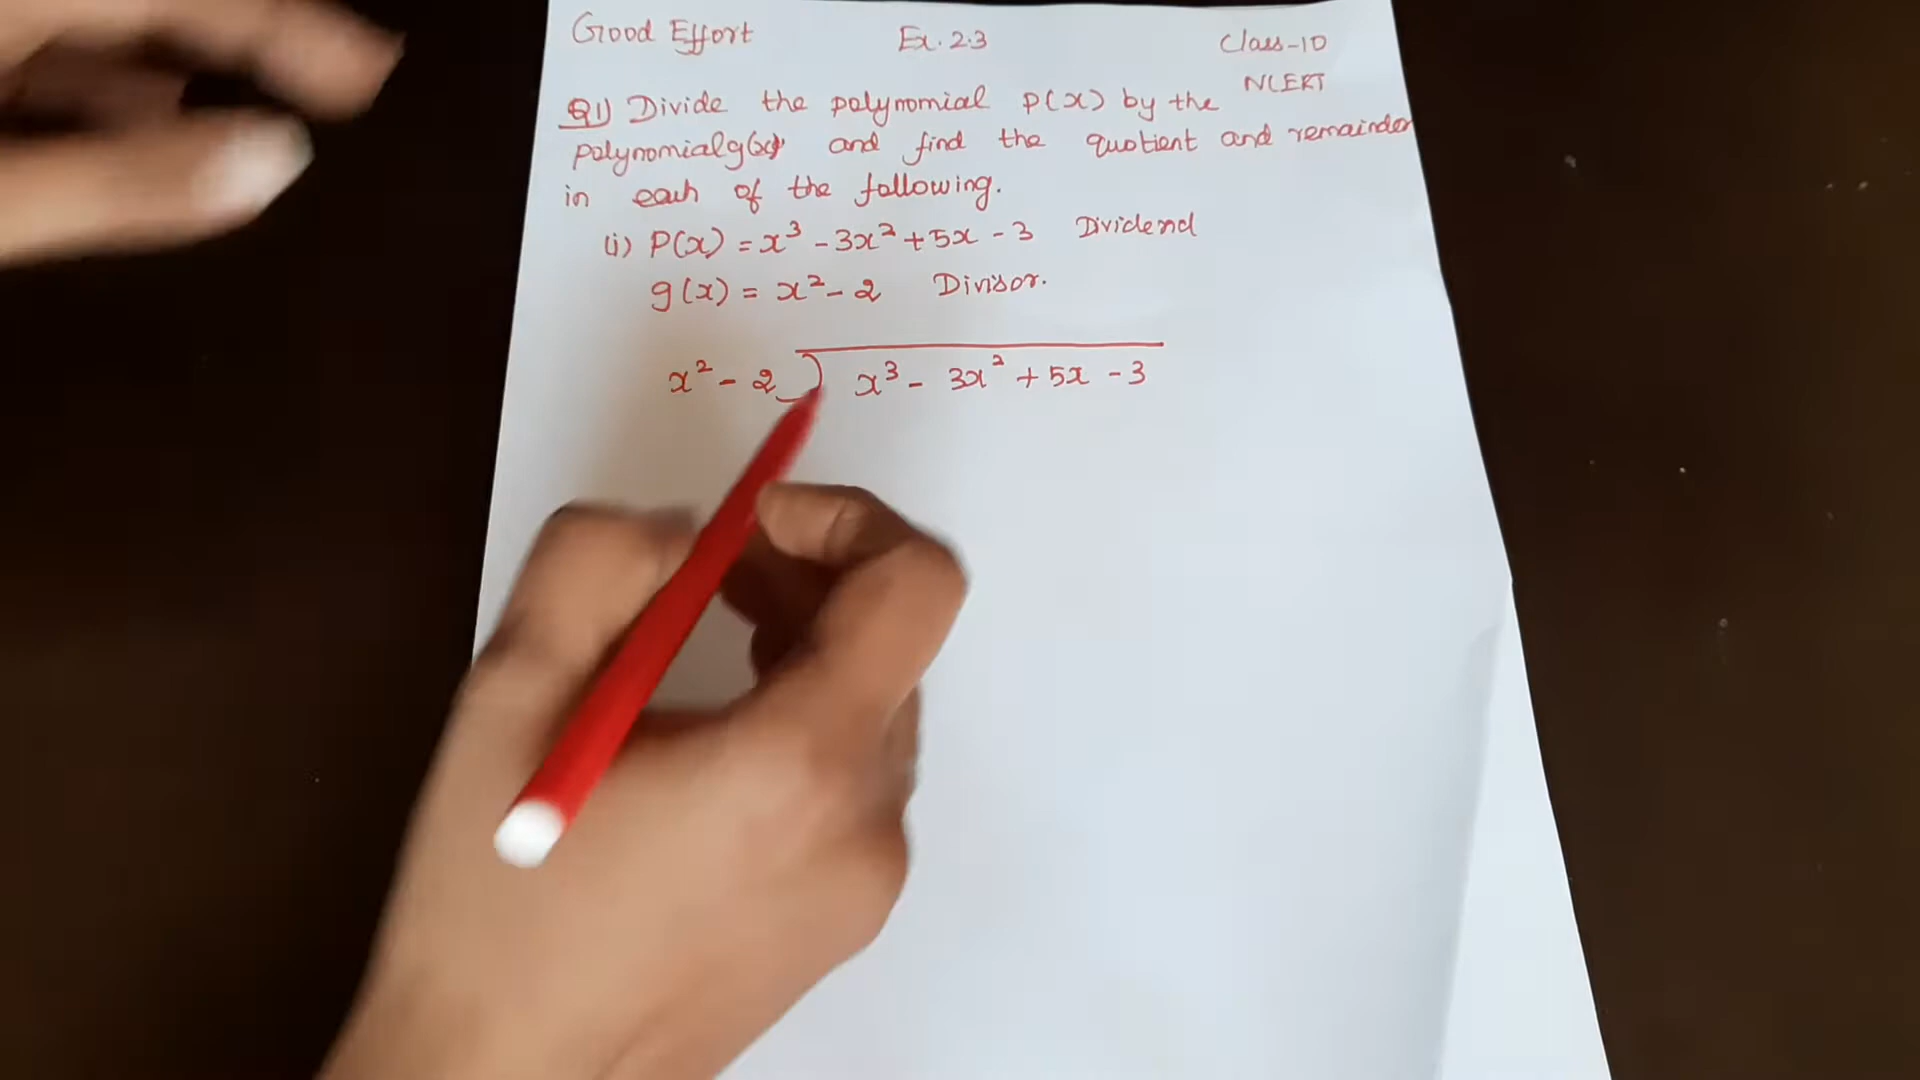 Good Effort Ex. 2.3 Class-10
NCERT
Q1) Divide the polynomial p(x) by the
polynomial g(x) and find the quotient and remainder
in each of the following.
(i) P(x) = x³ - 3x² + 5x - 3 Dividend
g(x) = x² - 2 Divisor.
x² - 2 ) x³ - 3x² + 5x - 3